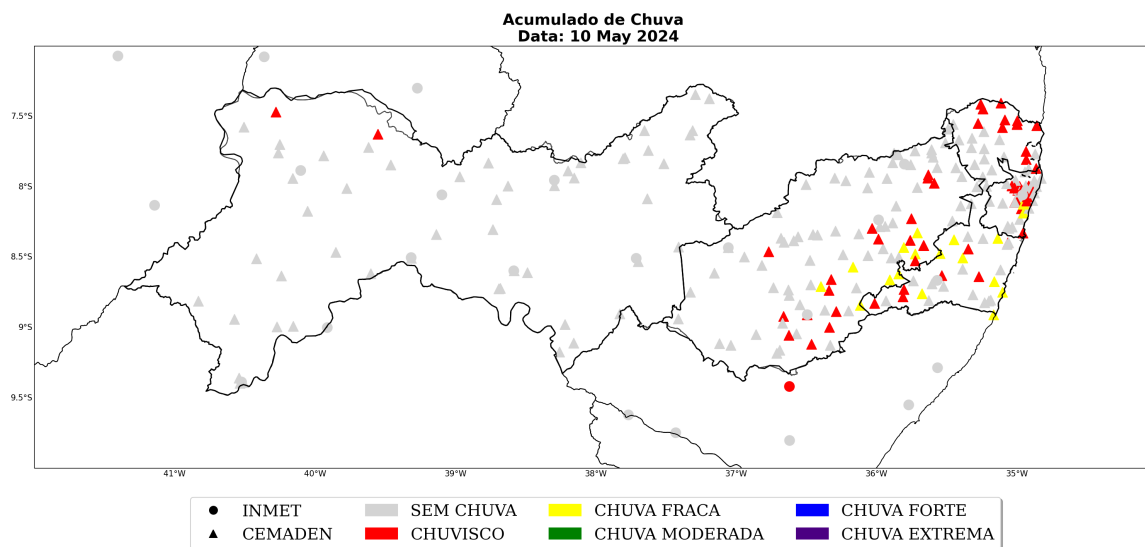 Acumulado de Chuva
Data: 10 May 2024
7.5°S
8°S
8.5°S
9°S
9.5°S
41°W 40°W 39°W 38°W 37°W 36°W 35°W
INMET SEM CHUVA CHUVA FRACA CHUVA FORTE
CEMADEN CHUVISCO CHUVA MODERADA CHUVA EXTREMA